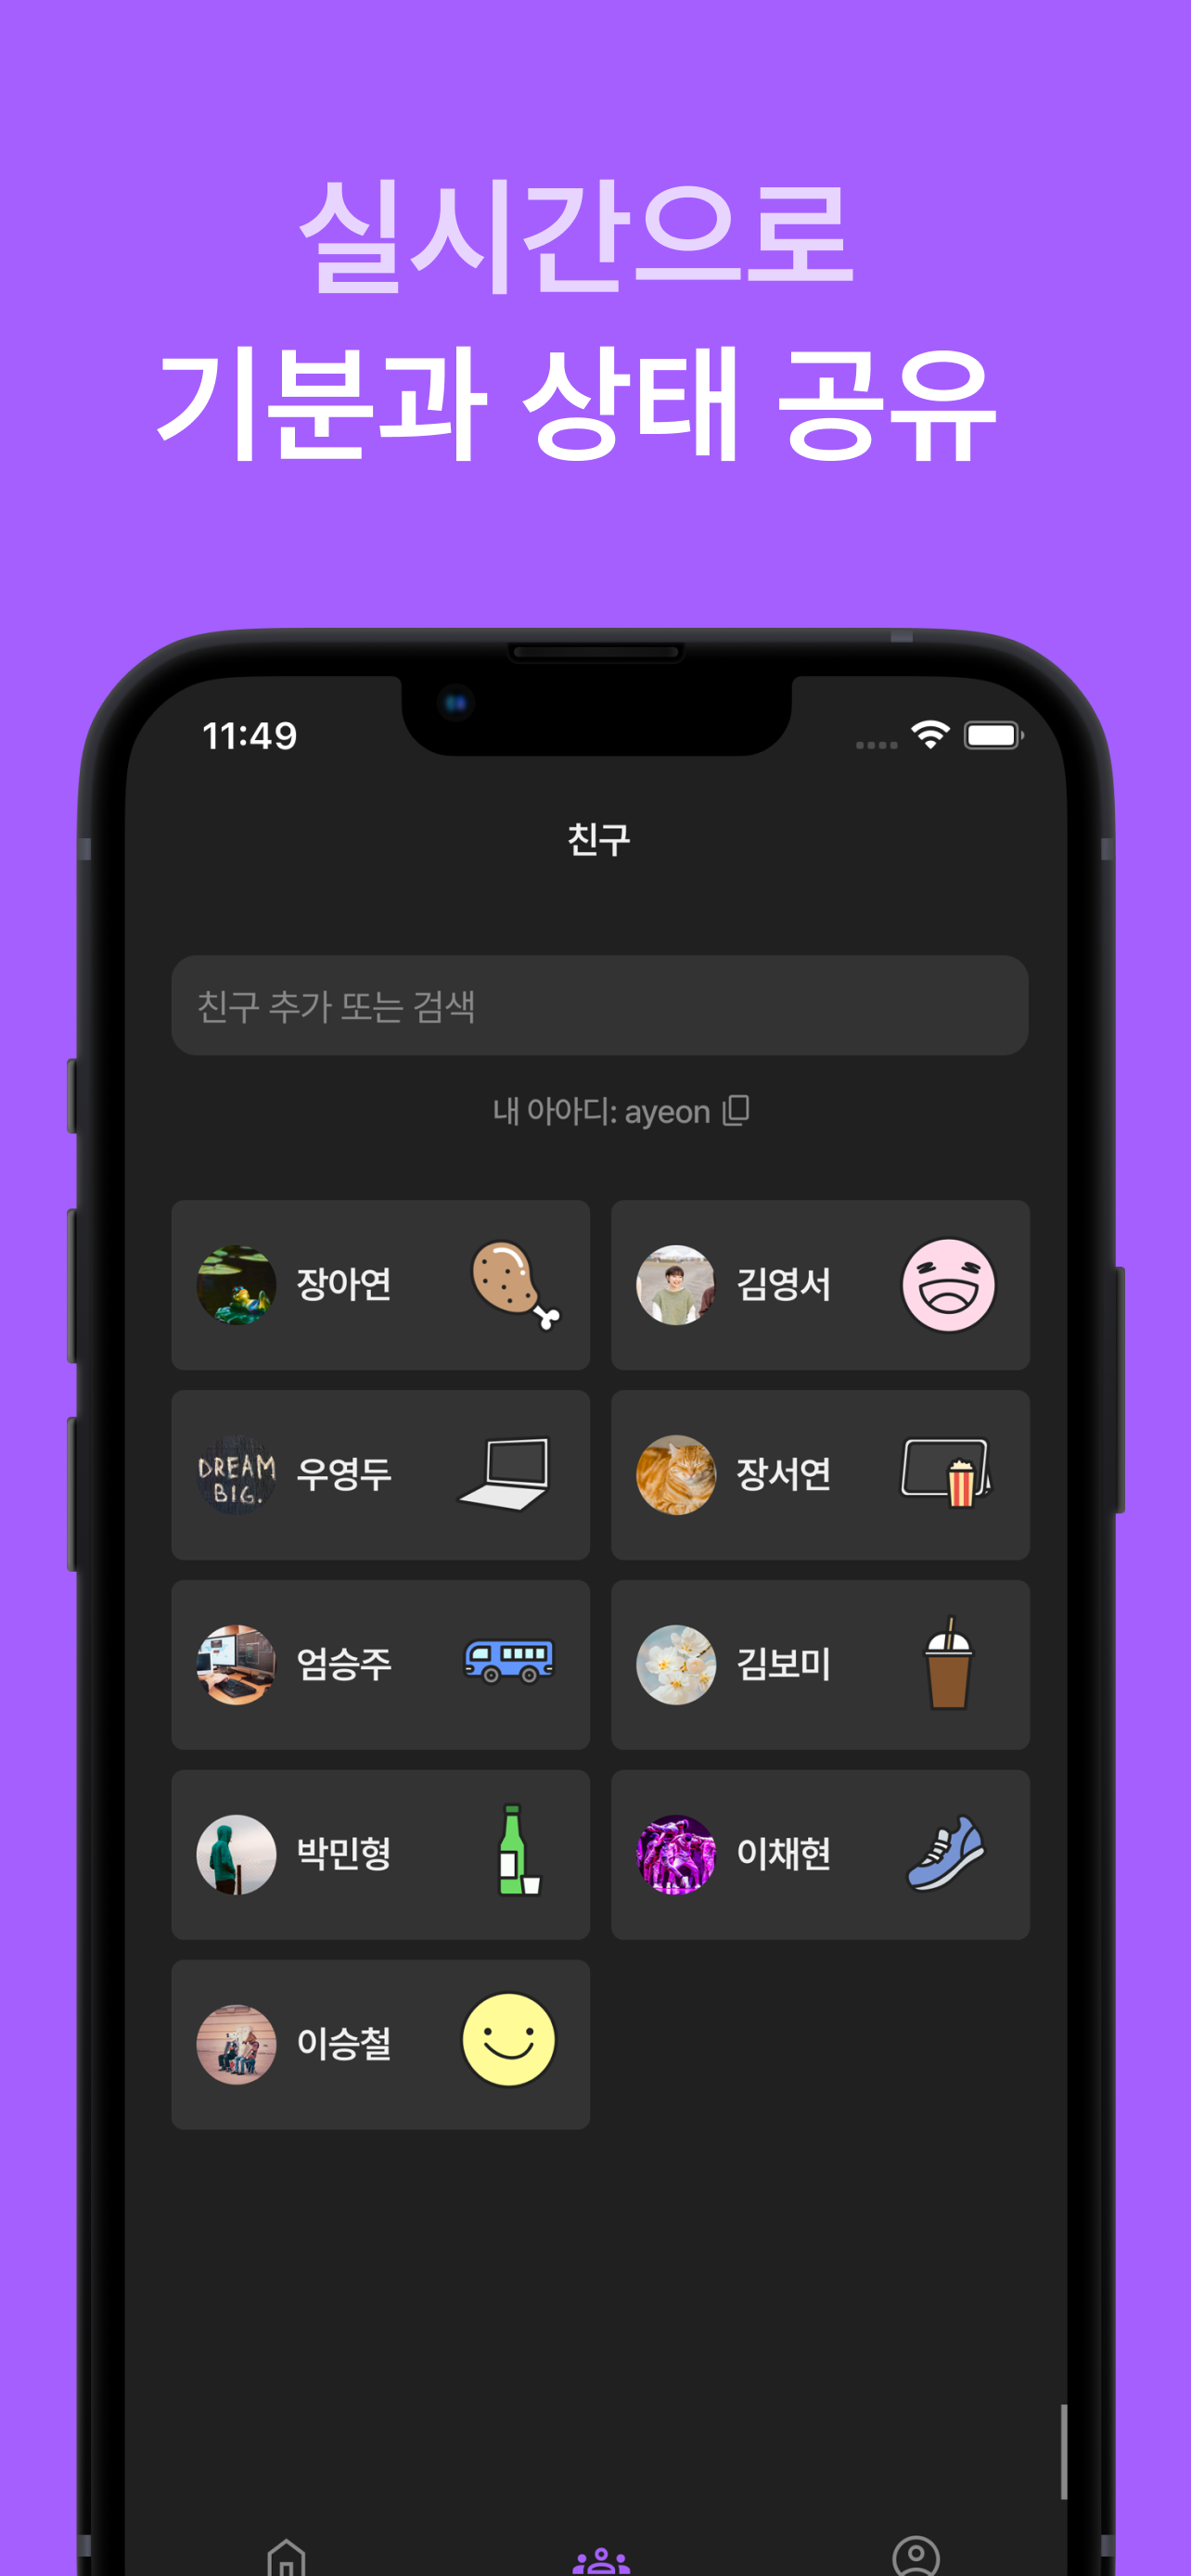 실시간으로
기분과 상태 공유
11:49
친구
친구 추가 또는 검색
내 아아디: ayeon
장아연
김영서
DREAM
BIG.
우영두
장서연
엄승주
김보미
박민형
이채현
이승철